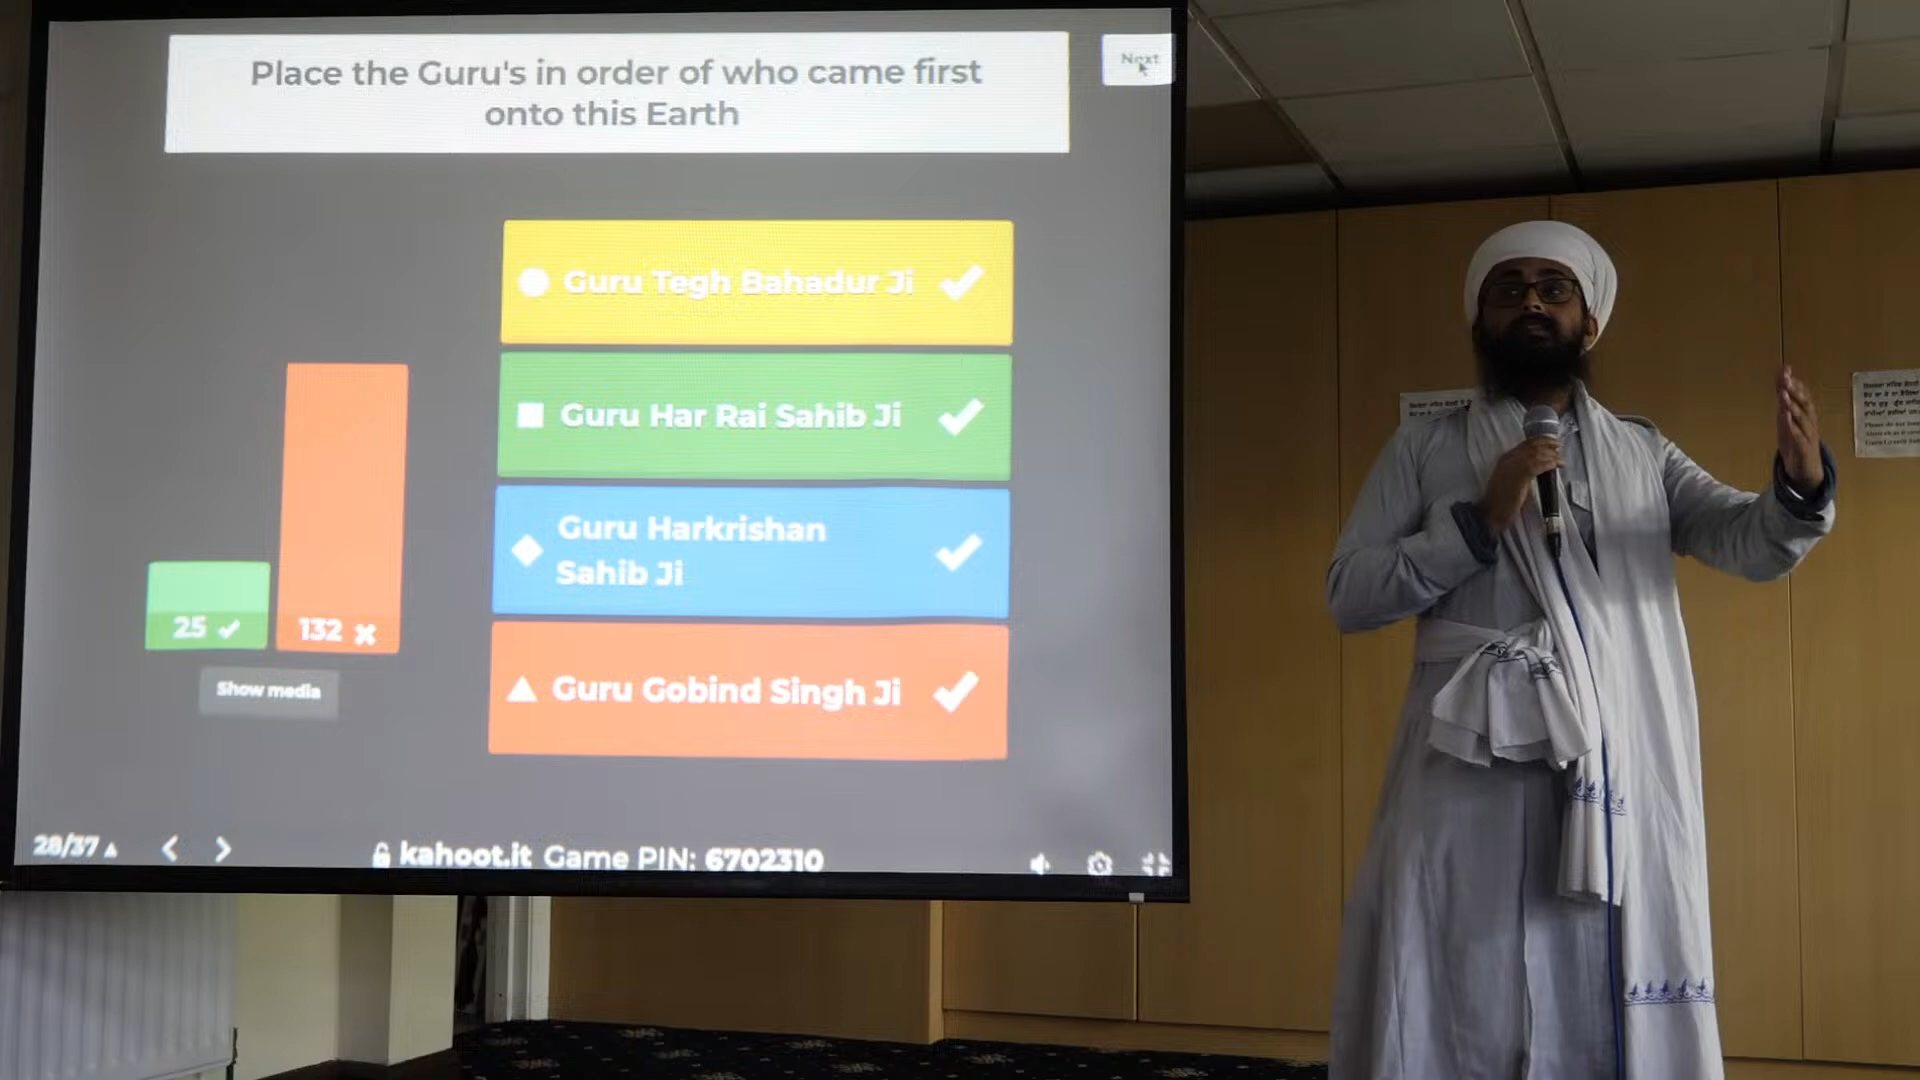 Place the Guru's in order of who came first
onto this Earth
Next
Guru Tegh Bahadur Ji
Guru Har Rai Sahib Ji
Guru Harkrishan
Sahib Ji
Guru Gobind Singh Ji
25
132
Show media
28/37
kahoot.it Game PIN: 6702310